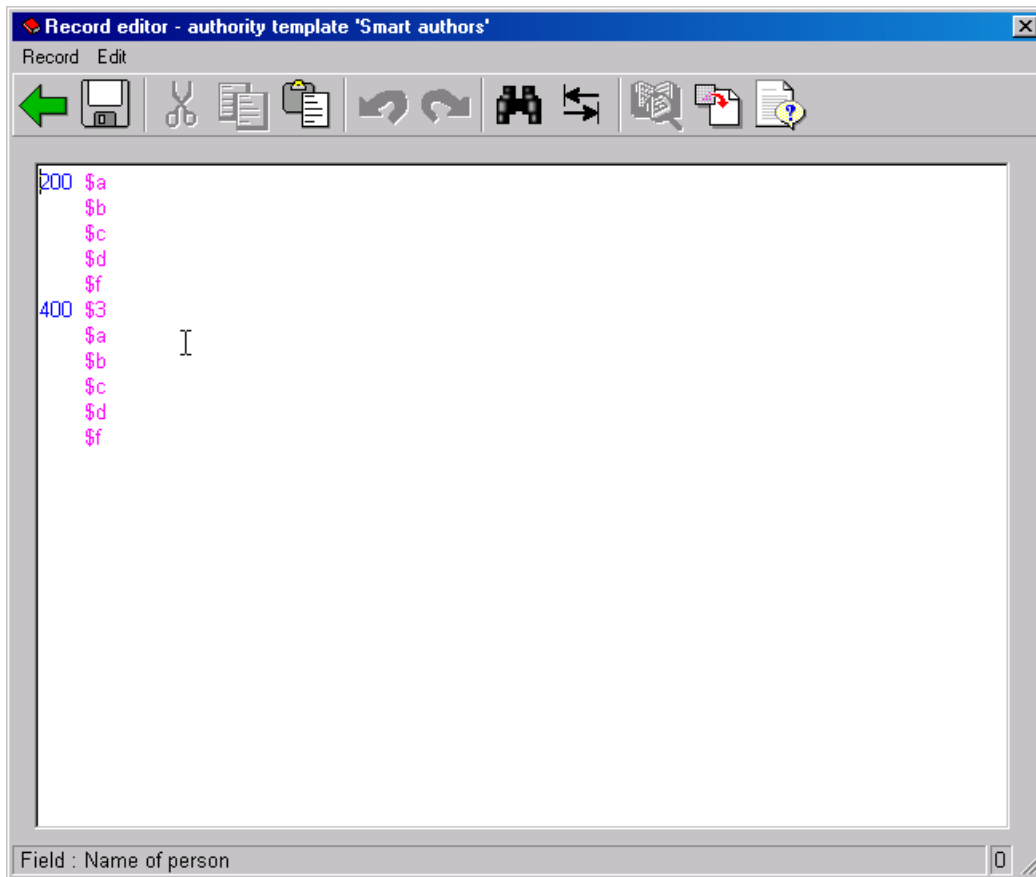 Record editor - authority template 'Smart authors'
Record Edit
200 $a
$b
$c
$d
$f
400 $3
$a
$b
$c
$d
$f
Field : Name of person 0